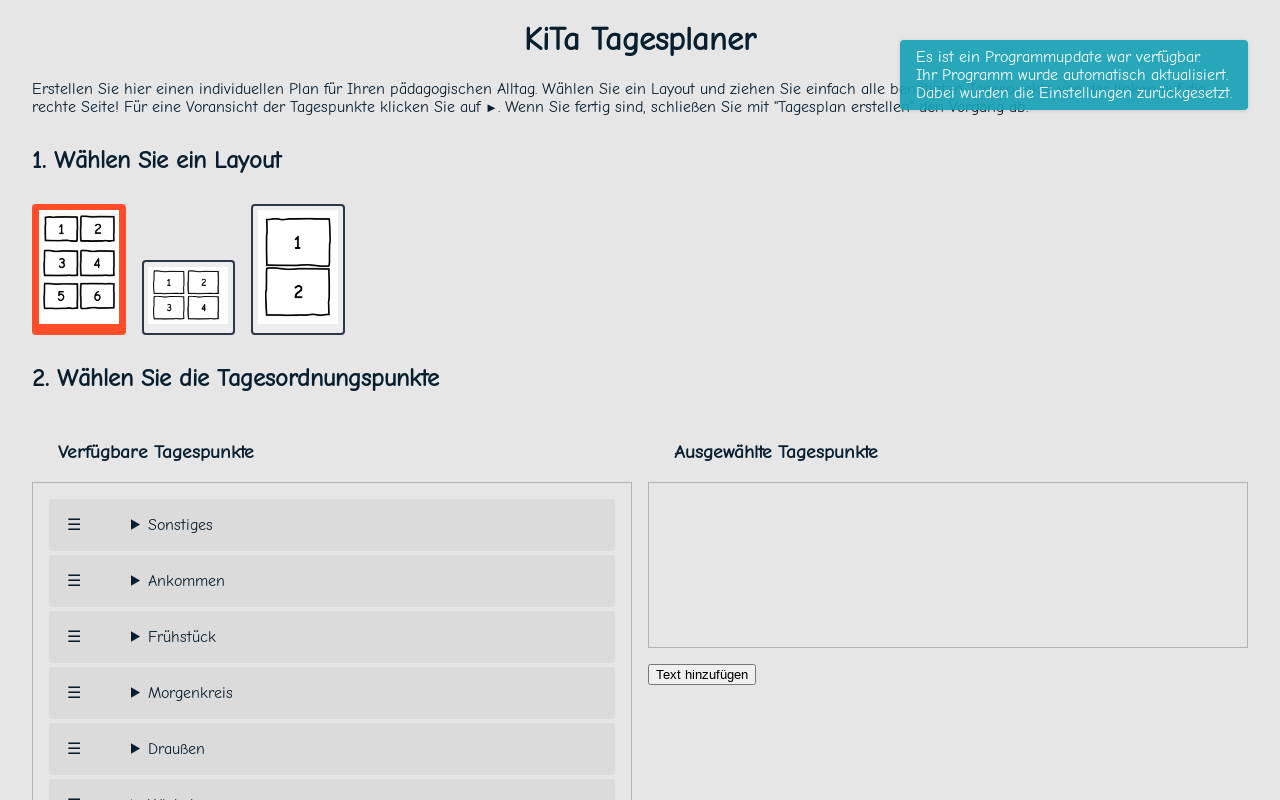 KiTa Tagesplaner
Es ist ein Programmupdate war verfügbar.
Ihr Programm wurde automatisch aktualisiert.
Dabei wurden die Einstellungen zurückgesetzt.
Erstellen Sie hier einen individuellen Plan für Ihren pädagogischen Alltag. Wählen Sie ein Layout und ziehen Sie einfach alle
rechte Seite! Für eine Voransicht der Tagespunkte klicken Sie auf ►. Wenn Sie fertig sind, schließen Sie mit "Tagesplan erstellen" den Vorgang ab.
1. Wählen Sie ein Layout
1 2
3 4
5 6
1 2
3 4
1
2
2. Wählen Sie die Tagesordnungspunkte
Verfügbare Tagespunkte
Ausgewählte Tagespunkte
☰ ▶ Sonstiges
☰ ▶ Ankommen
☰ ▶ Frühstück
☰ ▶ Morgenkreis
☰ ▶ Draußen
Text hinzufügen